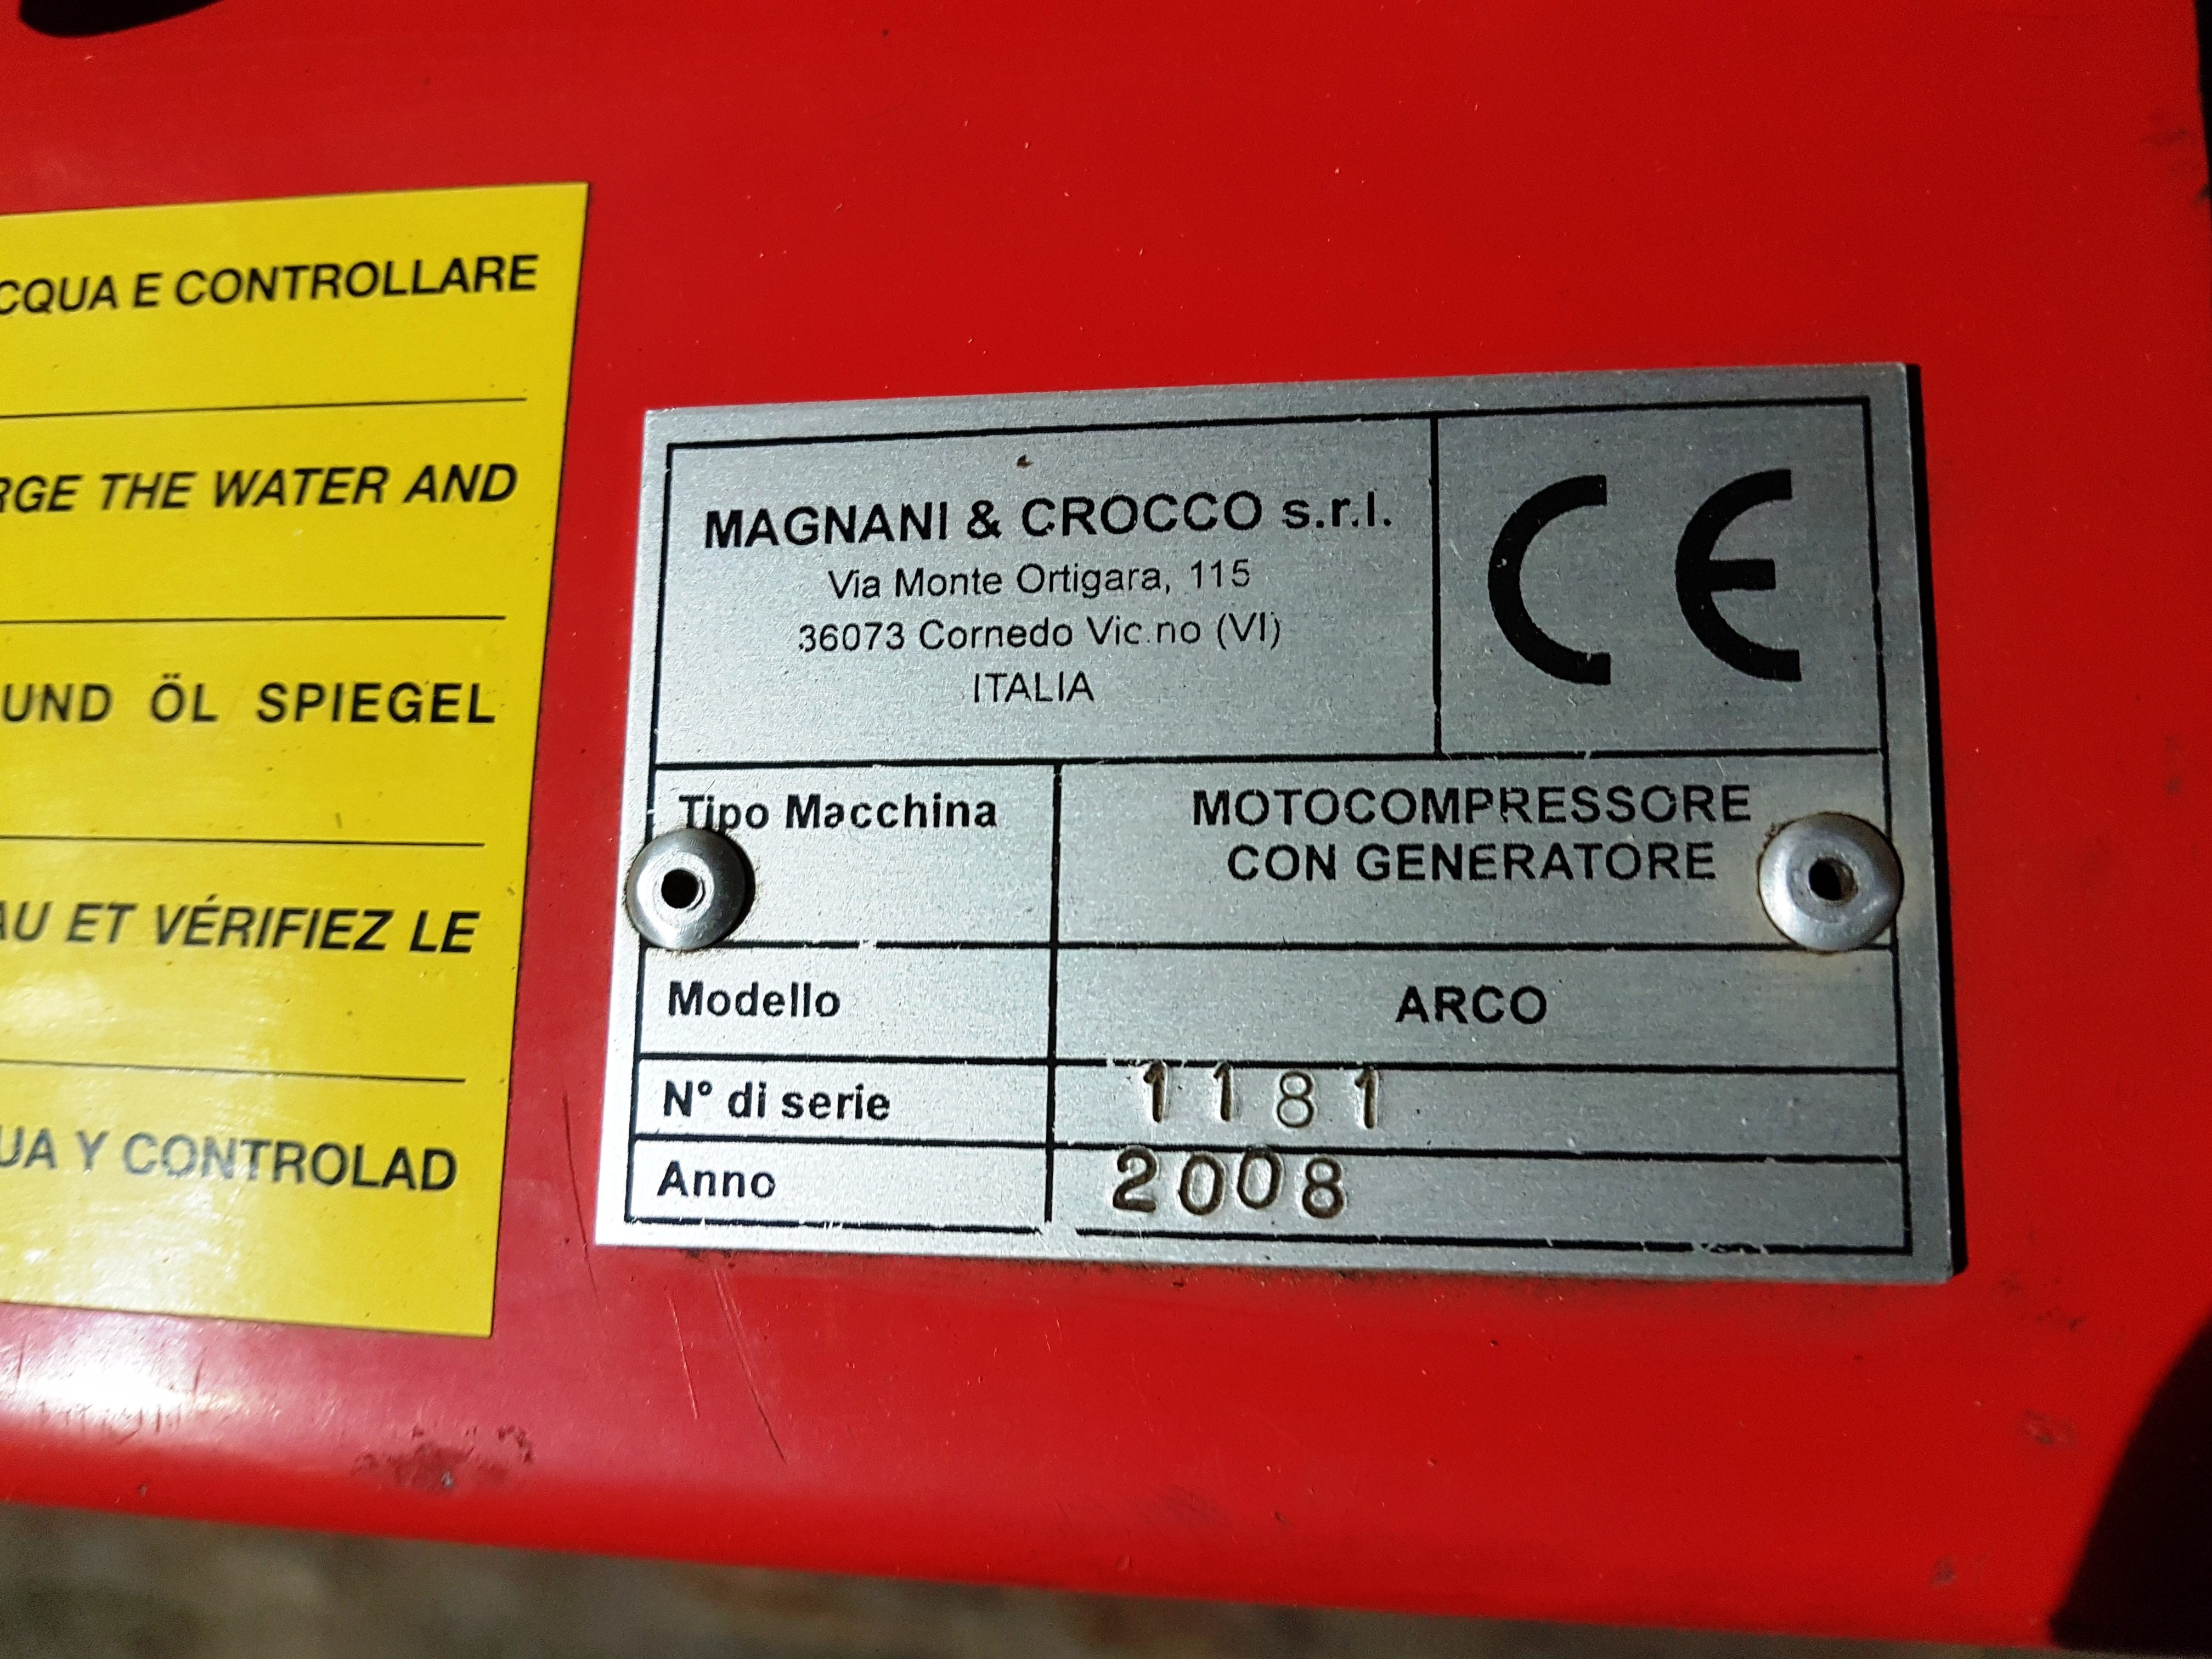 CQUA E CONTROLLARE
RGE THE WATER AND
UND ÖL SPIEGEL
AU ET VÉRIFIEZ LE
UA Y CONTROLAD
MAGNANI & CROCCO s.r.l.
Via Monte Ortigara, 115
36073 Cornedo Vic.no (VI)
ITALIA
CE
Tipo Macchina
MOTOCOMPRESSORE
CON GENERATORE
Modello ARCO
N° di serie 1181
Anno 2008